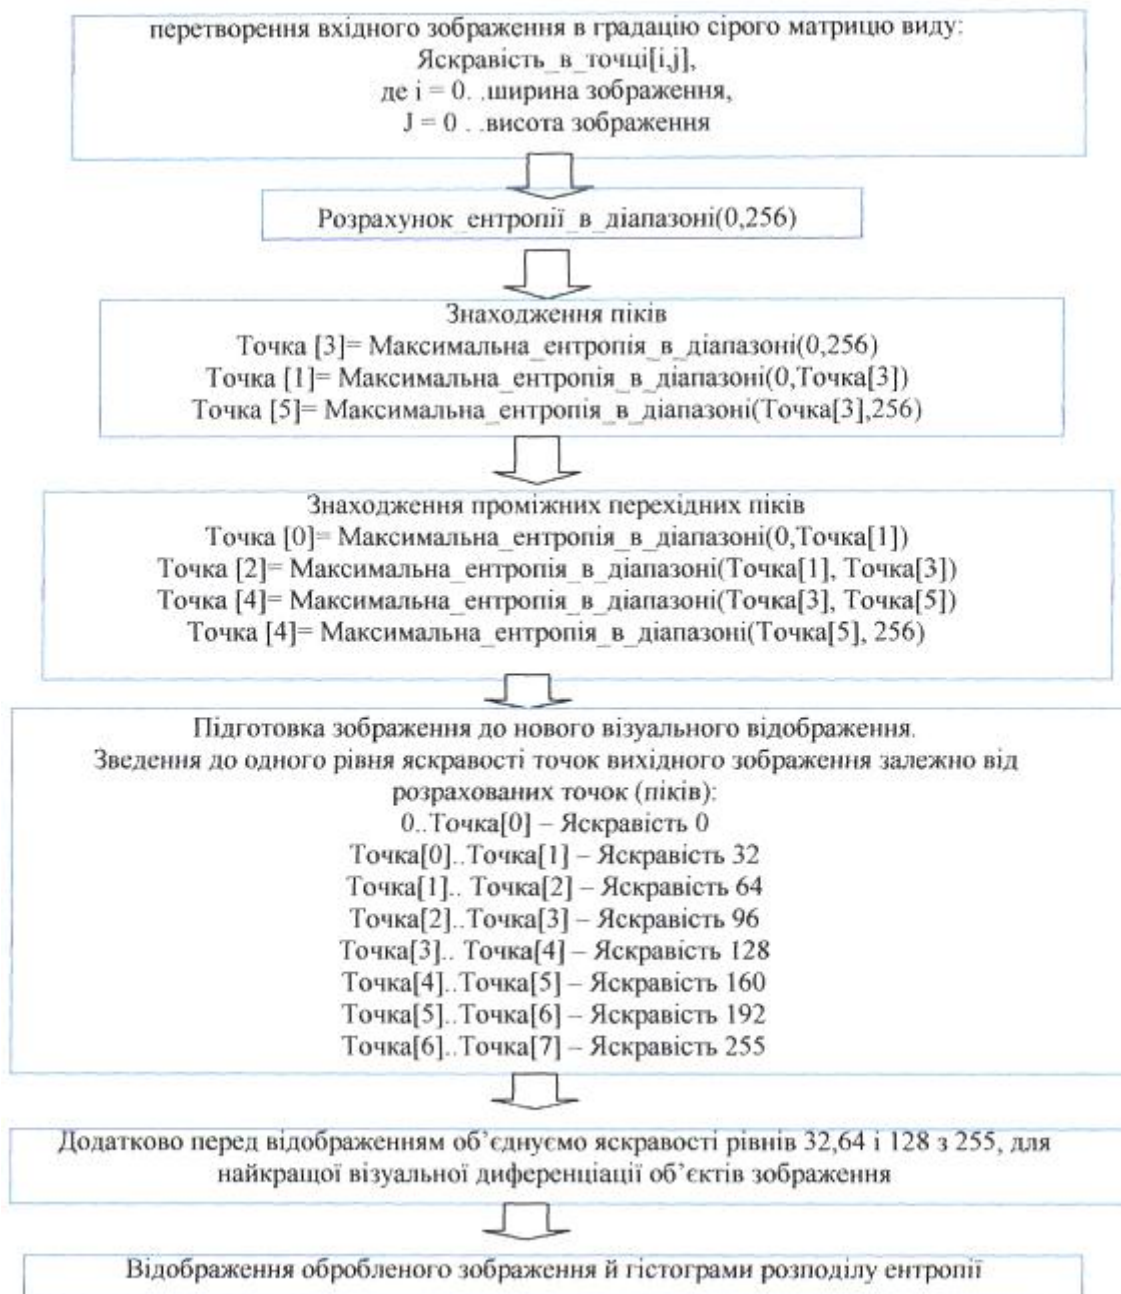 перетворення вхідного зображення в градацію сірого матрицю виду:
Яскравість_в_точці[i,j],
де i = 0. .ширина зображення,
J = 0 . .висота зображення
Розрахунок_ентропії_в_діапазоні(0,256)
Знаходження піків
Точка [3]= Максимальна_ентропія_в_діапазоні(0,256)
Точка [1]= Максимальна_ентропія_в_діапазоні(0,Точка[3])
Точка [5]= Максимальна_ентропія_в_діапазоні(Точка[3],256)
Знаходження проміжних перехідних піків
Точка [0]= Максимальна_ентропія_в_діапазоні(0,Точка[1])
Точка [2]= Максимальна_ентропія_в_діапазоні(Точка[1], Точка[3])
Точка [4]= Максимальна_ентропія_в_діапазоні(Точка[3], Точка[5])
Точка [4]= Максимальна_ентропія_в_діапазоні(Точка[5], 256)
Підготовка зображення до нового візуального відображення.
Зведення до одного рівня яскравості точок вихідного зображення залежно від
розрахованих точок (піків):
0..Точка[0] – Яскравість 0
Точка[0]..Точка[1] – Яскравість 32
Точка[1].. Точка[2] – Яскравість 64
Точка[2]..Точка[3] – Яскравість 96
Точка[3].. Точка[4] – Яскравість 128
Точка[4]..Точка[5] – Яскравість 160
Точка[5]..Точка[6] – Яскравість 192
Точка[6]..Точка[7] – Яскравість 255
Додатково перед відображенням об’єднуємо яскравості рівнів 32,64 і 128 з 255, для
найкращої візуальної диференціації об’єктів зображення
Відображення обробленого зображення й гістограми розподілу ентропії